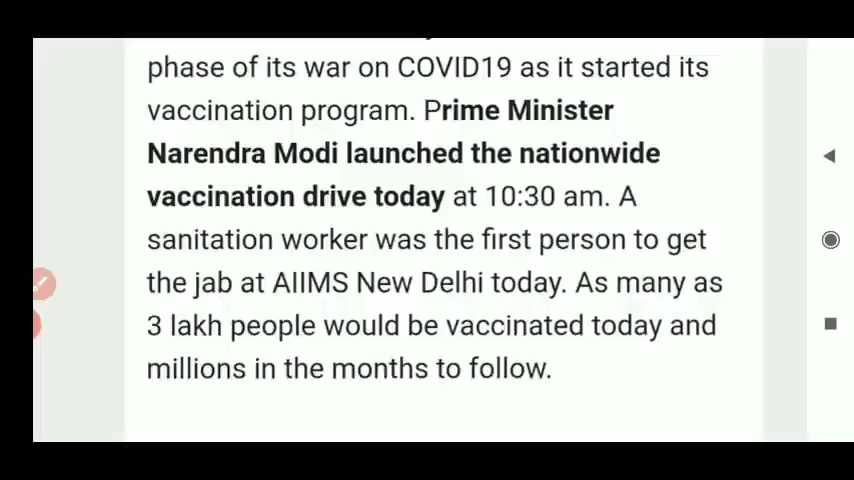 phase of its war on COVID19 as it started its
vaccination program. Prime Minister
Narendra Modi launched the nationwide
vaccination drive today at 10:30 am. A
sanitation worker was the first person to get
the jab at AIIMS New Delhi today. As many as
3 lakh people would be vaccinated today and
millions in the months to follow.